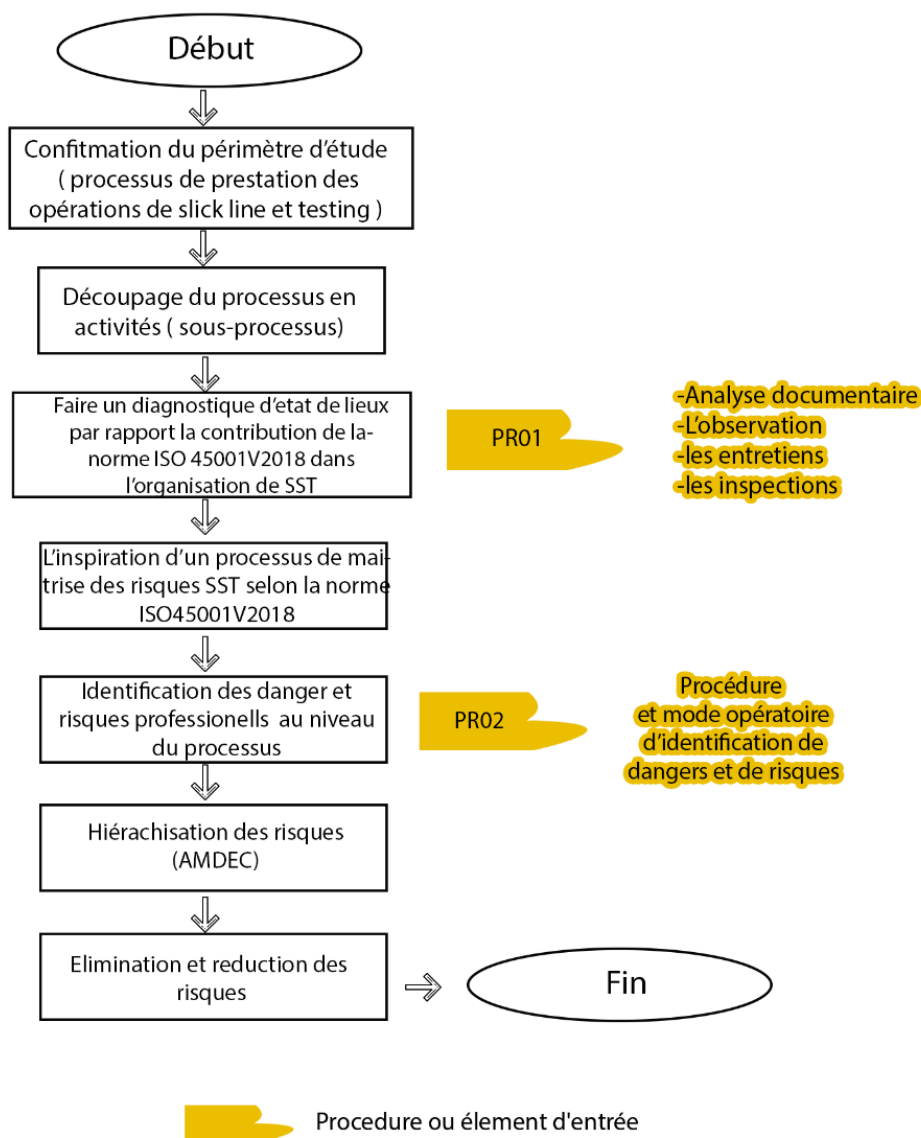 Début
Confitmation du périmètre d'étude
( processus de prestation des
opérations de slick line et testing )
Découpage du processus en
activités ( sous-processus)
Faire un diagnostique d'etat de lieux
par rapport la contribution de la-
norme ISO 45001V2018 dans
l'organisation de SST
PR01
-Analyse documentaire
-L'observation
-les entretiens
-les inspections
L'inspiration d'un processus de mai-
trise des risques SST selon la norme
ISO45001V2018
Identification des danger et
risques professionells au niveau
du processus
PR02
Procédure
et mode opératoire
d'identification de
dangers et de risques
Hiérachisation des risques
(AMDEC)
Elimination et reduction des
risques
Fin
Procedure ou élement d'entrée